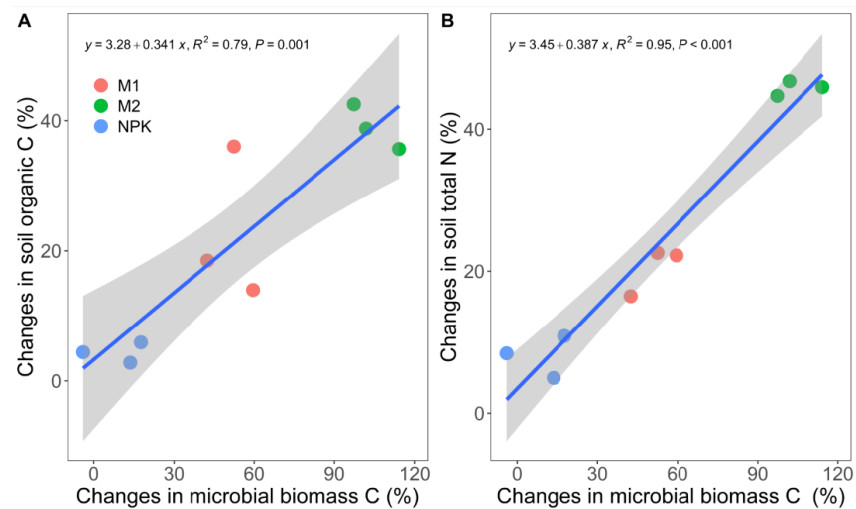 A
y = 3.28 + 0.341 x, R² = 0.79, P = 0.001
M1
M2
NPK
Changes in soil organic C (%)
40
20
0
0 30 60 90 120
Changes in microbial biomass C (%)
B
y = 3.45 + 0.387 x, R² = 0.95, P < 0.001
Changes in soil total N (%)
40
20
0
0 30 60 90 120
Changes in microbial biomass C (%)